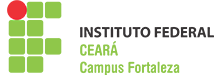 INSTITUTO FEDERAL
CEARÁ
Campus Fortaleza